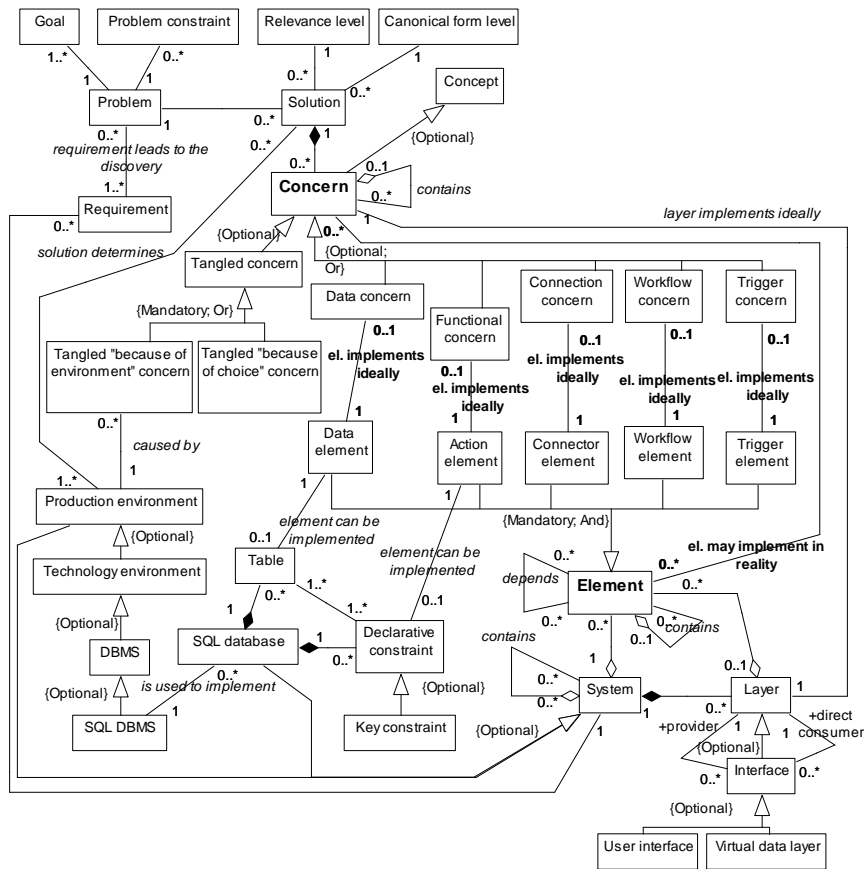 Goal
Problem constraint
Relevance level
Canonical form level
1..*
0..*
1
1
1
1
0..*
0..*
Concept
Problem
Solution
{Optional}
0..*
1
0..*
1
0..*
requirement leads to the
discovery
0..*
0..1
Concern
contains
0..*
1..*
Requirement
1
0..*
layer implements ideally
{Optional}
0..*
solution determines
{Optional;
Or}
Tangled concern
Data concern
Connection
concern
Workflow
concern
Trigger
concern
{Mandatory; Or}
Functional
concern
0..1
0..1
0..1
0..1
Tangled "because of
environment" concern
Tangled "because
of choice" concern
el. implements
ideally
0..1
el. implements
ideally
el. implements
ideally
el. implements
ideally
el. implements
ideally
0..*
1
1
1
1
1
caused by
Data
element
Action
element
Connector
element
Workflow
element
Trigger
element
1
1..*
Production environment
1
1
{Mandatory; And}
{Optional}
element can be
implemented
element can be
implemented
el. may implement in
reality
0..1
0..*
0..*
0..*
Technology environment
Table
depends
Element
0..*
1..*
0..1
{Optional}
1
1..*
0..*
0..*
0..1
contains
0..*
DBMS
SQL database
1
Declarative
constraint
contains
0..*
{Optional}
0..*
is used to implement
0..*
1
0..1
0..*
System
Layer
0..*
1
0..*
1
SQL DBMS
1
Key constraint
{Optional}
+provider
+direct
consumer
1
1
1
{Optional}
0..*
Interface
0..*
{Optional}
User interface
Virtual data layer